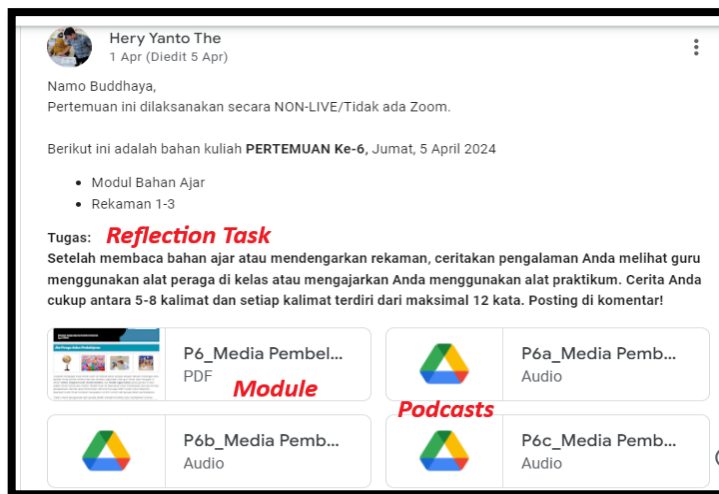 Hery Yanto The
1 Apr (Diedit 5 Apr)
Namo Buddhaya,
Pertemuan ini dilaksanakan secara NON-LIVE/Tidak ada Zoom.
Berikut ini adalah bahan kuliah PERTEMUAN Ke-6, Jumat, 5 April 2024
• Modul Bahan Ajar
• Rekaman 1-3
Tugas: Reflection Task
Setelah membaca bahan ajar atau mendengarkan rekaman, ceritakan pengalaman Anda melihat guru
menggunakan alat peraga di kelas atau mengajarkan Anda menggunakan alat praktikum. Cerita Anda
cukup antara 5-8 kalimat dan setiap kalimat terdiri dari maksimal 12 kata. Posting di komentar!
P6_Media Pembel...
PDF
Module
P6a_Media Pemb...
Audio
Podcasts
P6b_Media Pemb...
Audio
P6c_Media Pemb...
Audio